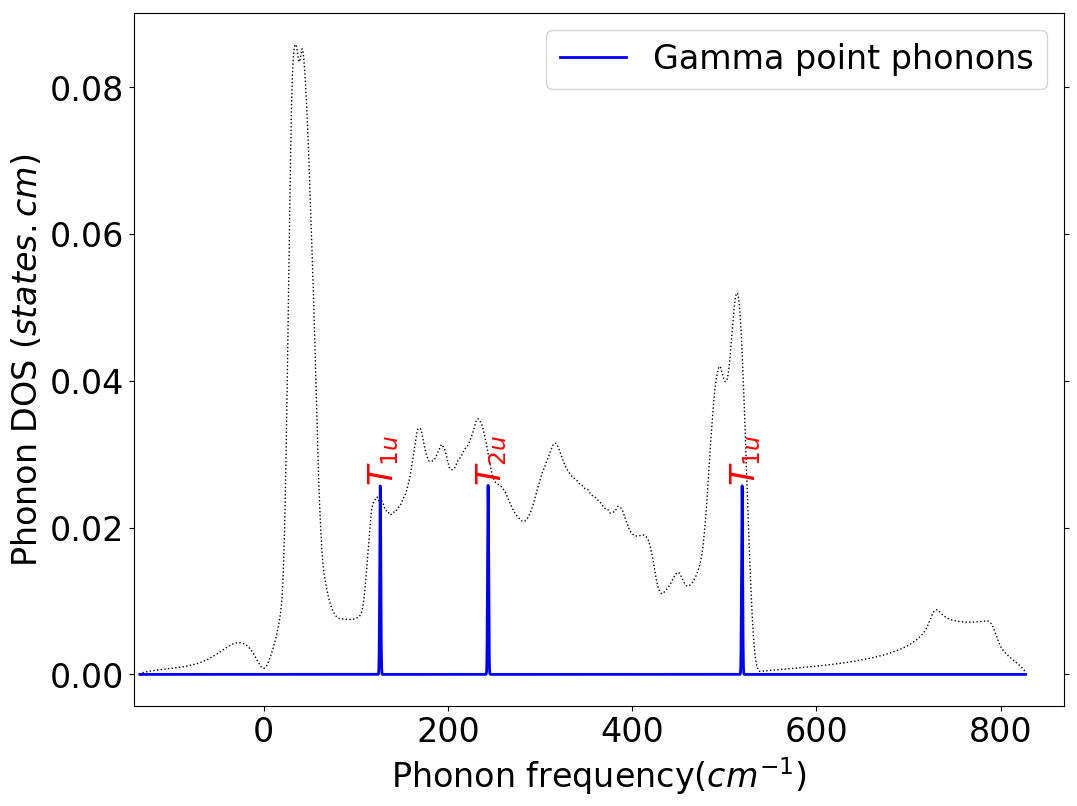 Gamma point phonons
Phonon DOS (states.cm)
0.08
0.06
0.04
0.02
0.00
T1u
T2u
T1u
0
200
400
600
800
Phonon frequency(cm⁻¹)